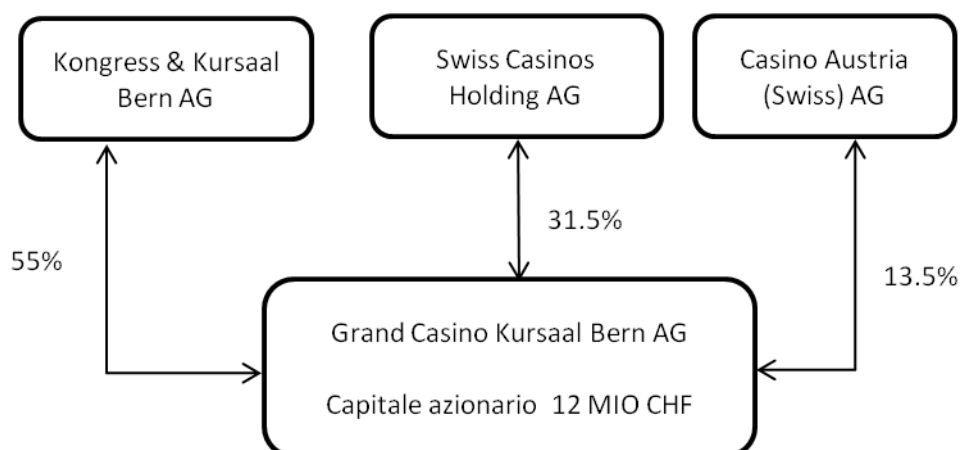 Kongress & Kursaal
Bern AG
Swiss Casinos
Holding AG
Casino Austria
(Swiss) AG
55%
31.5%
13.5%
Grand Casino Kursaal Bern AG
Capitale azionario 12 MIO CHF